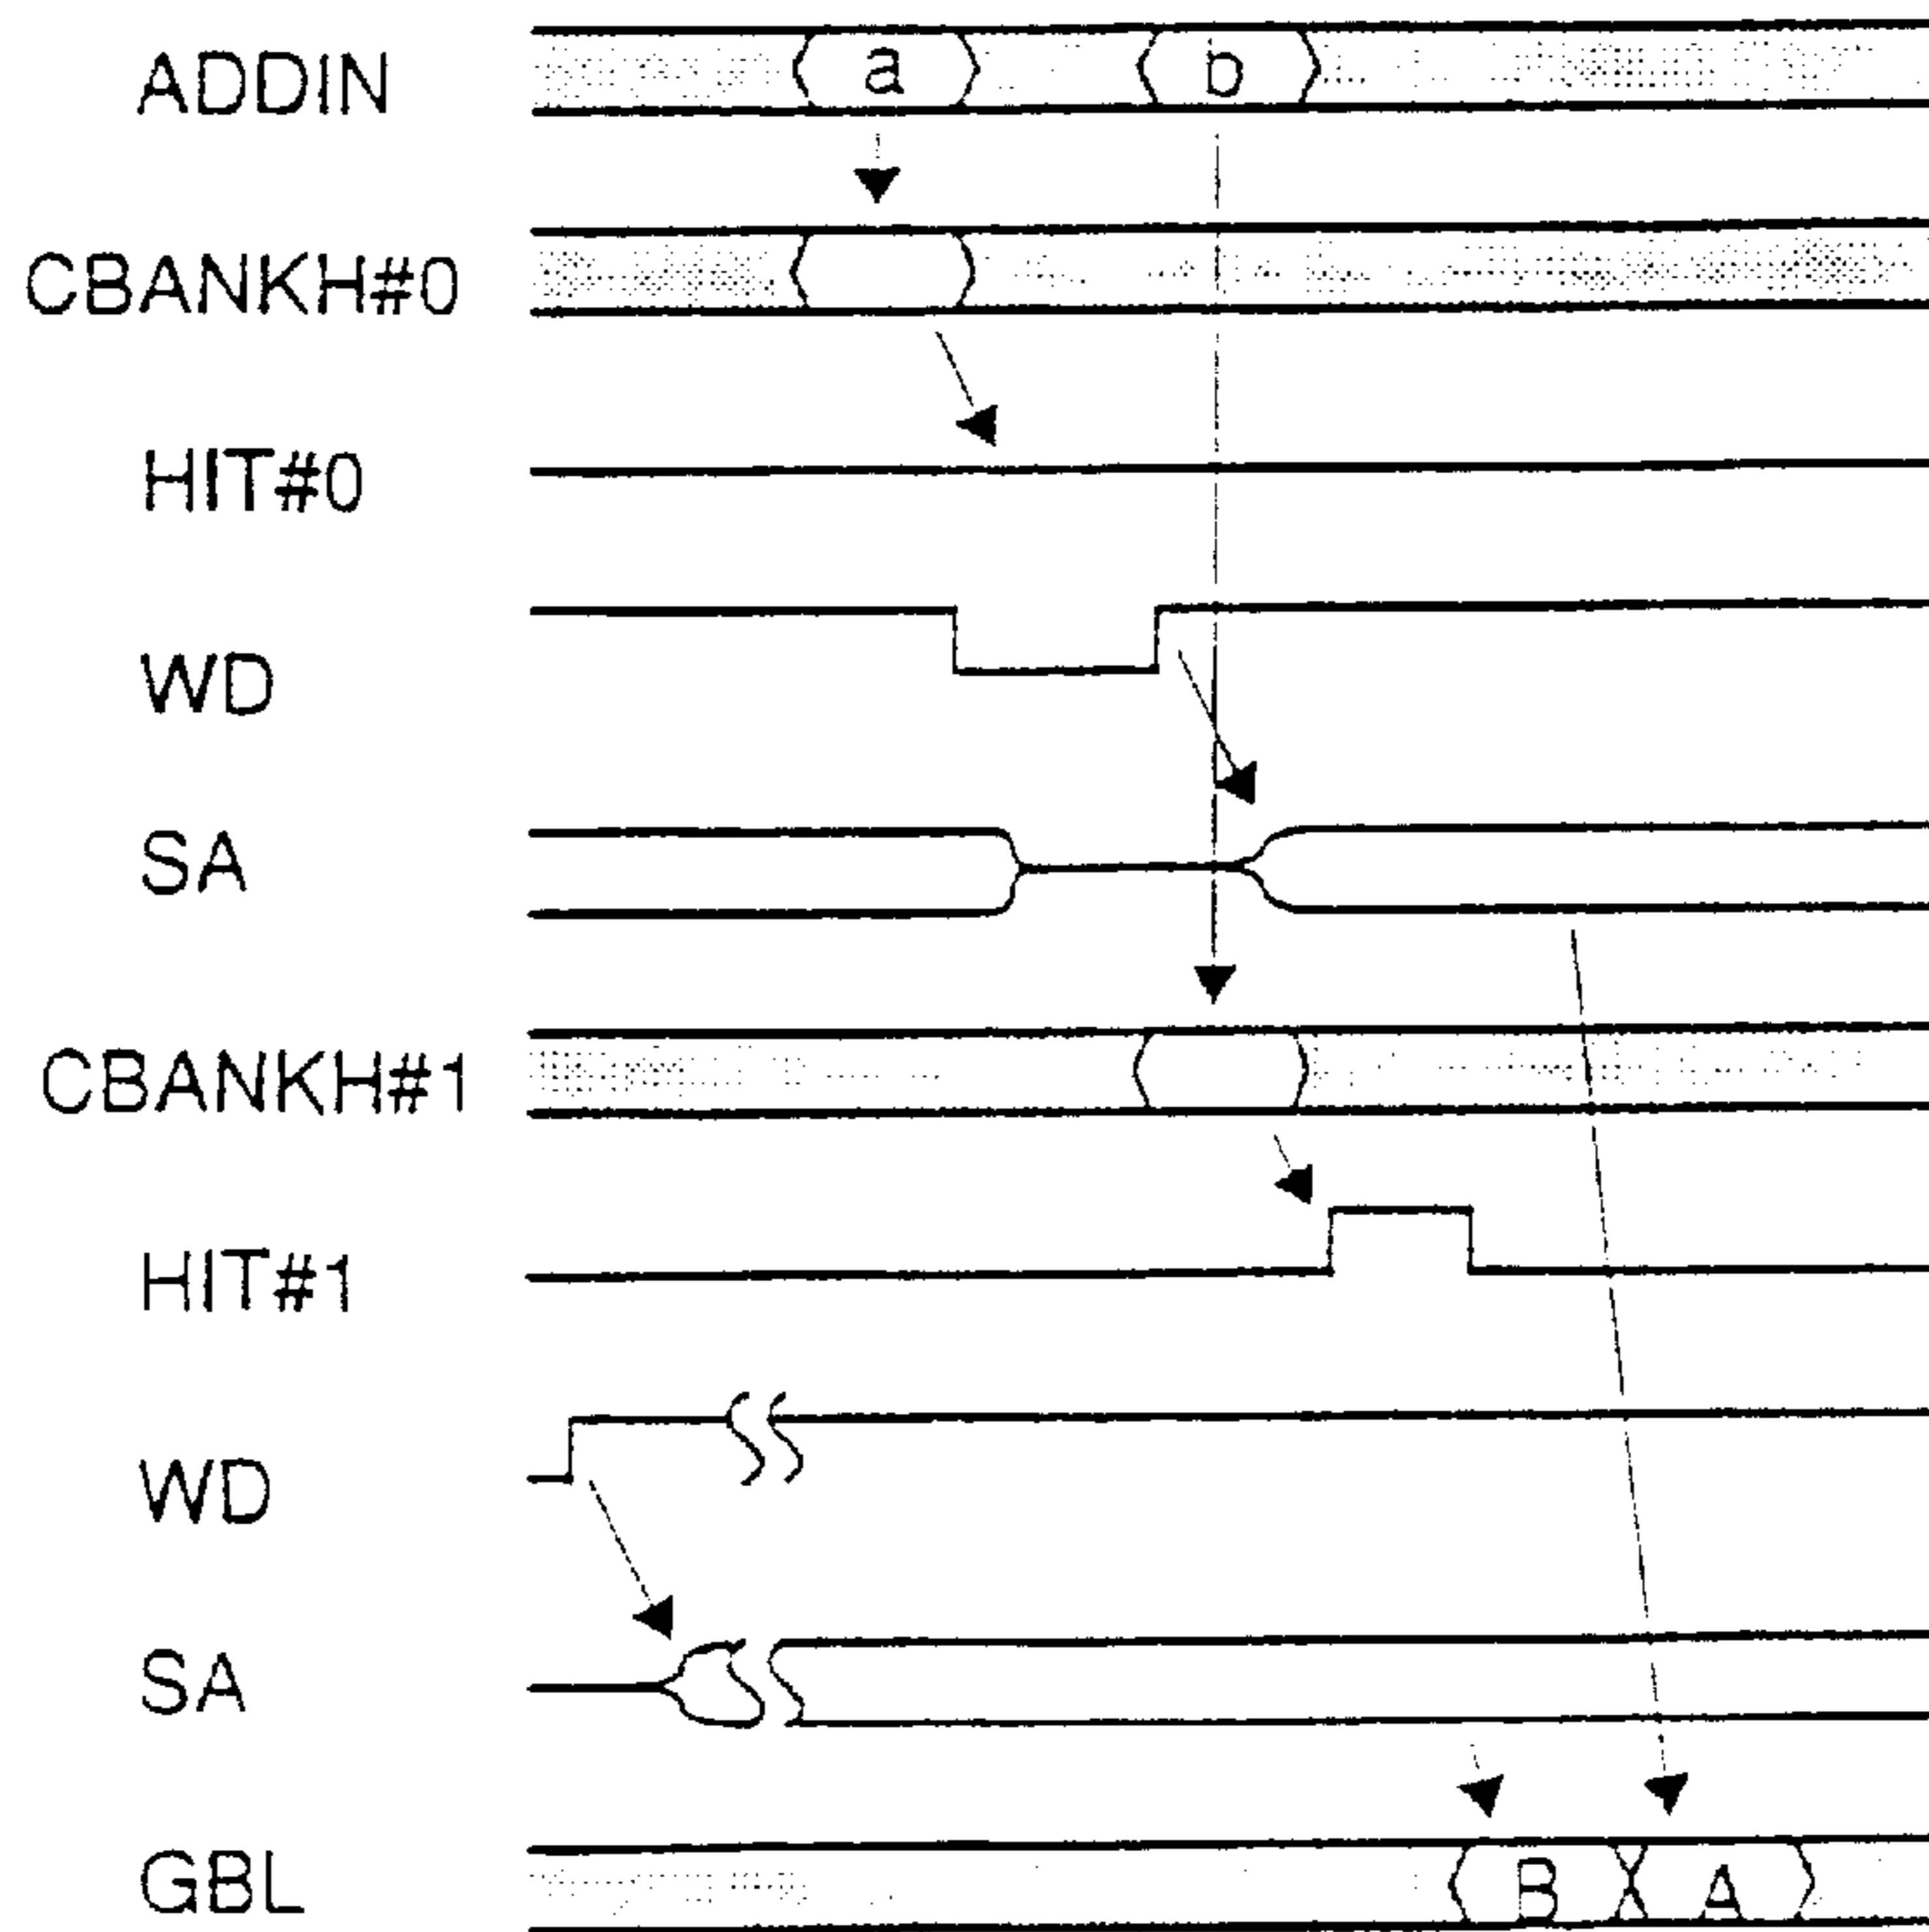 ADDIN a b
CBANKH#0
HIT#0
WD
SA
CBANKH#1
HIT#1
WD
SA
GBL B A